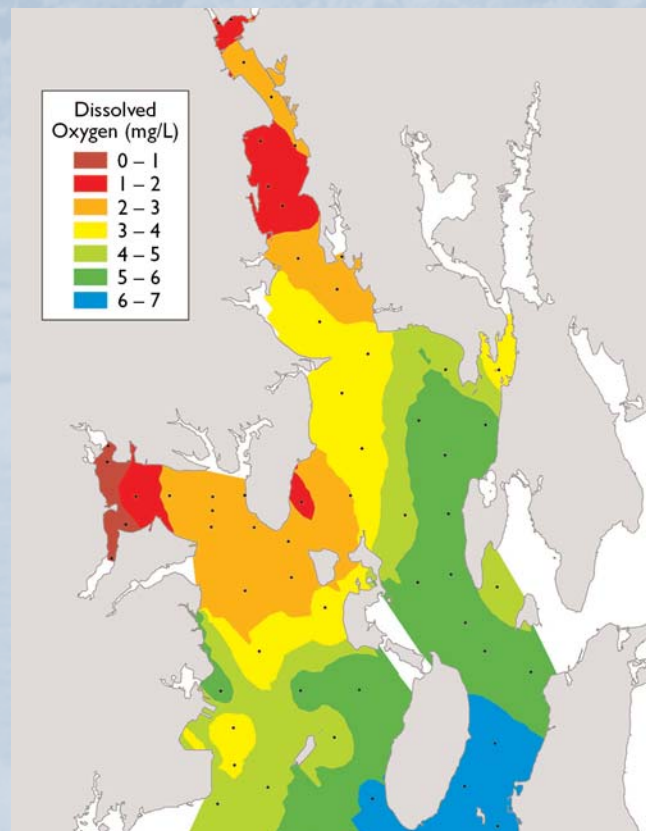 Dissolved
Oxygen (mg/L)
0 – 1
1 – 2
2 – 3
3 – 4
4 – 5
5 – 6
6 – 7